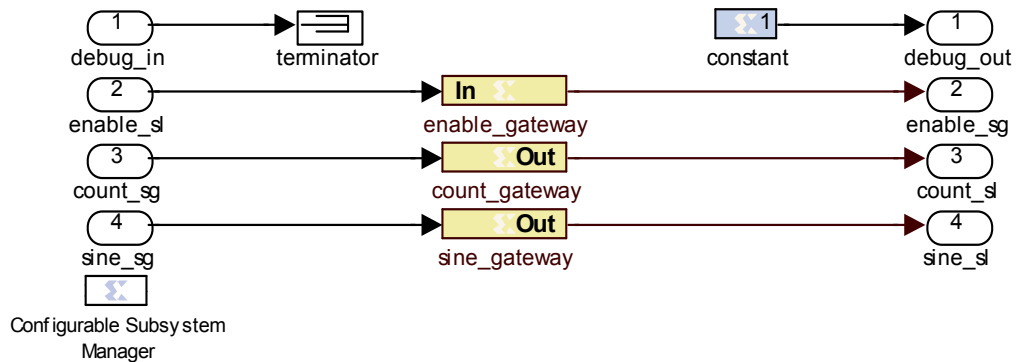 1
1
1
debug_in
terminator
constant
debug_out
2
In
2
enable_sl
enable_gateway
enable_sg
3
Out
3
count_sg
count_gateway
count_sl
4
Out
4
sine_sg
sine_gateway
sine_sl
Configurable Subsystem
Manager